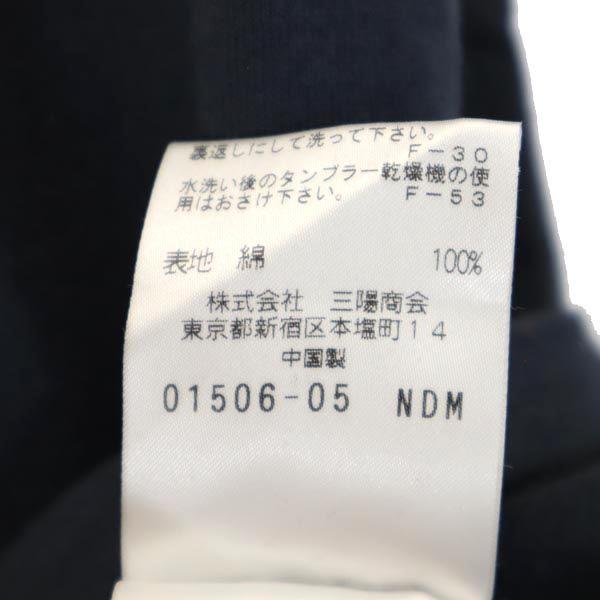 裏返しにして洗って下さい。
F-30
水洗い後のタンブラー乾燥機の使
用はおさけ下さい。 F-53
表地 綿 100%
株式会社 三陽商会
東京都新宿区本塩町14
中国製
01506-05 NDM